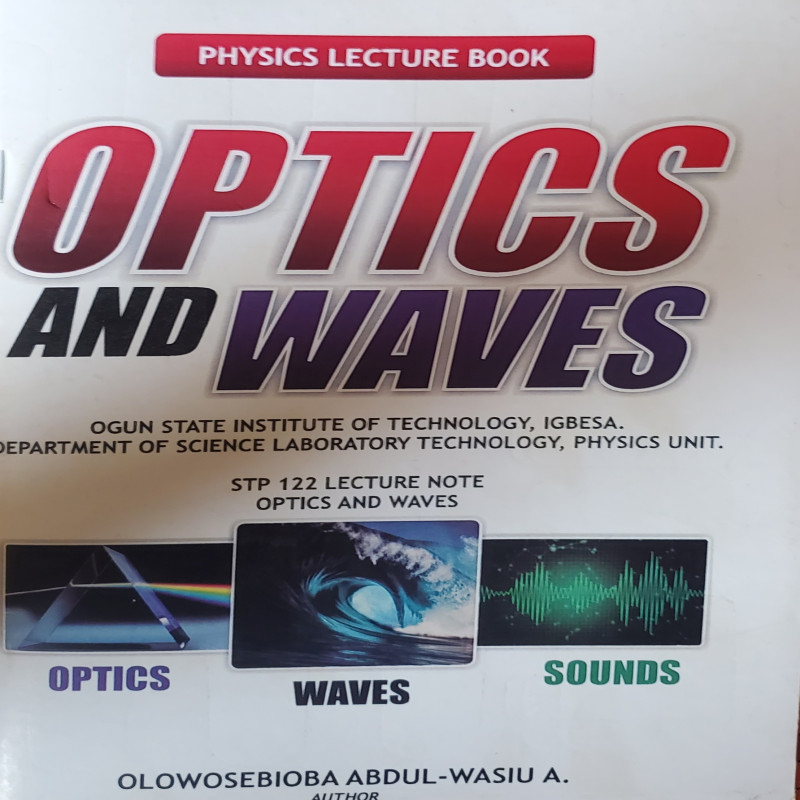 PHYSICS LECTURE BOOK
OPTICS
AND WAVES
OGUN STATE INSTITUTE OF TECHNOLOGY, IGBESA.
DEPARTMENT OF SCIENCE LABORATORY TECHNOLOGY, PHYSICS UNIT.
STP 122 LECTURE NOTE
OPTICS AND WAVES
OPTICS
WAVES
SOUNDS
OLOWOSEBIOBA ABDUL-WASIU A.
AUTHOR